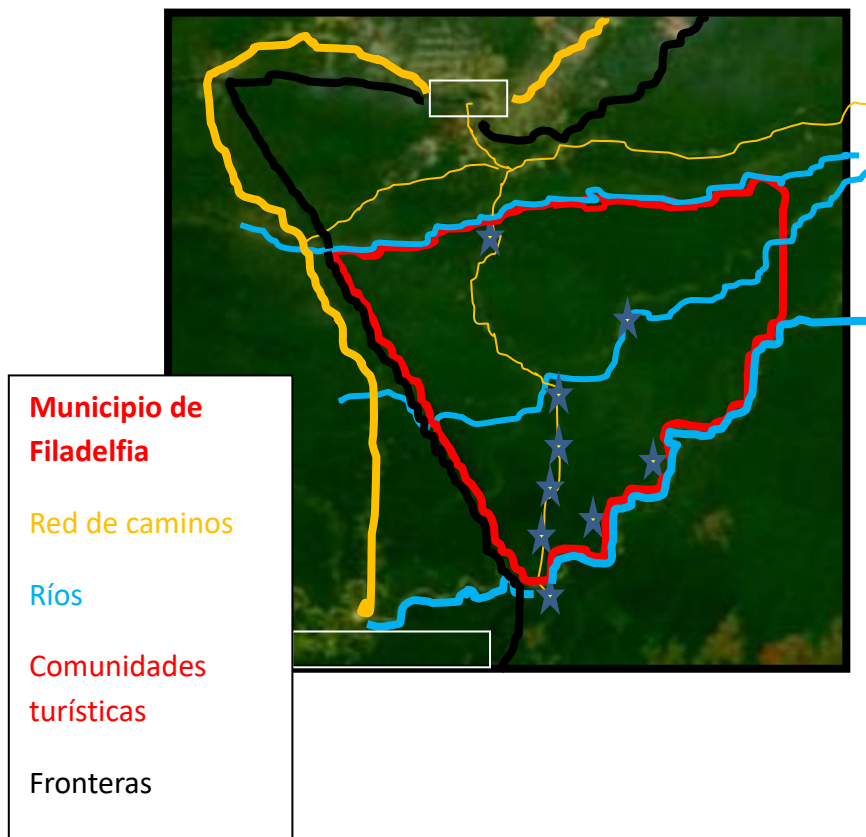 Municipio de
Filadelfia
Red de caminos
Ríos
Comunidades
turísticas
Fronteras